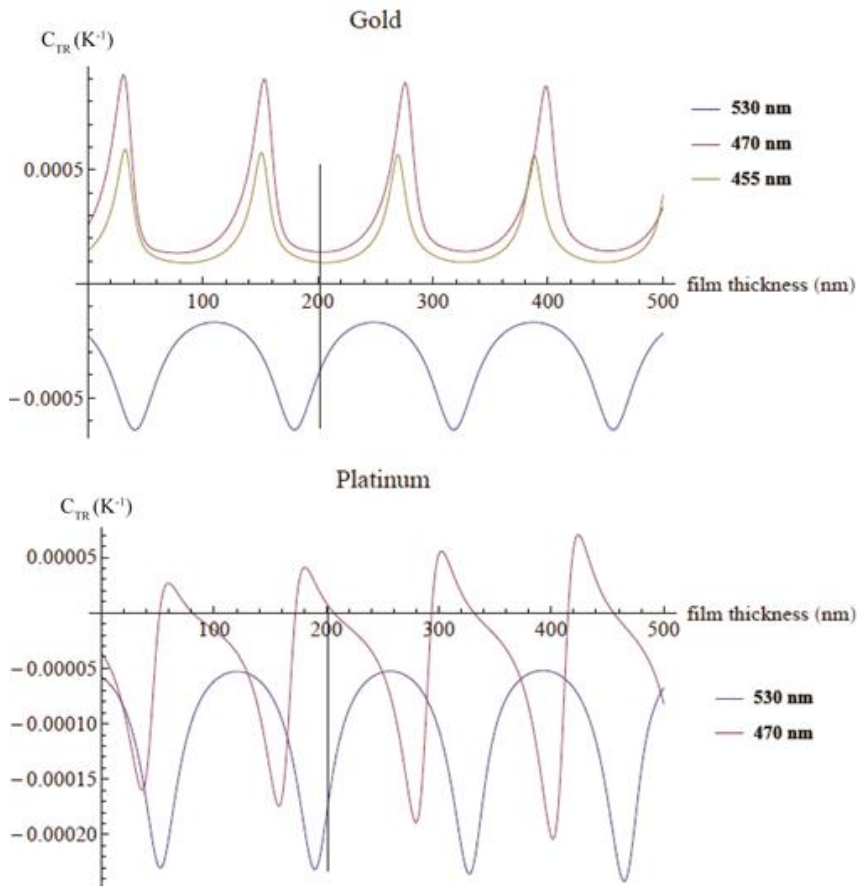 Gold
C_TR (K⁻¹)
530 nm
470 nm
455 nm
0.0005
film thickness (nm)
100 200 300 400 500
−0.0005
Platinum
C_TR (K⁻¹)
0.00005
film thickness (nm)
100 200 300 400 500
−0.00005
530 nm
470 nm
−0.00010
−0.00015
−0.00020